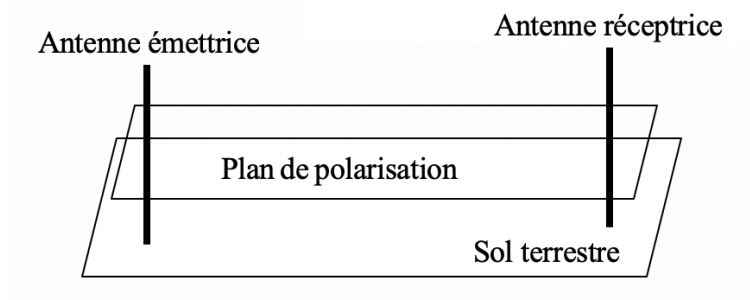 Antenne émettrice
Antenne réceptrice
Plan de polarisation
Sol terrestre